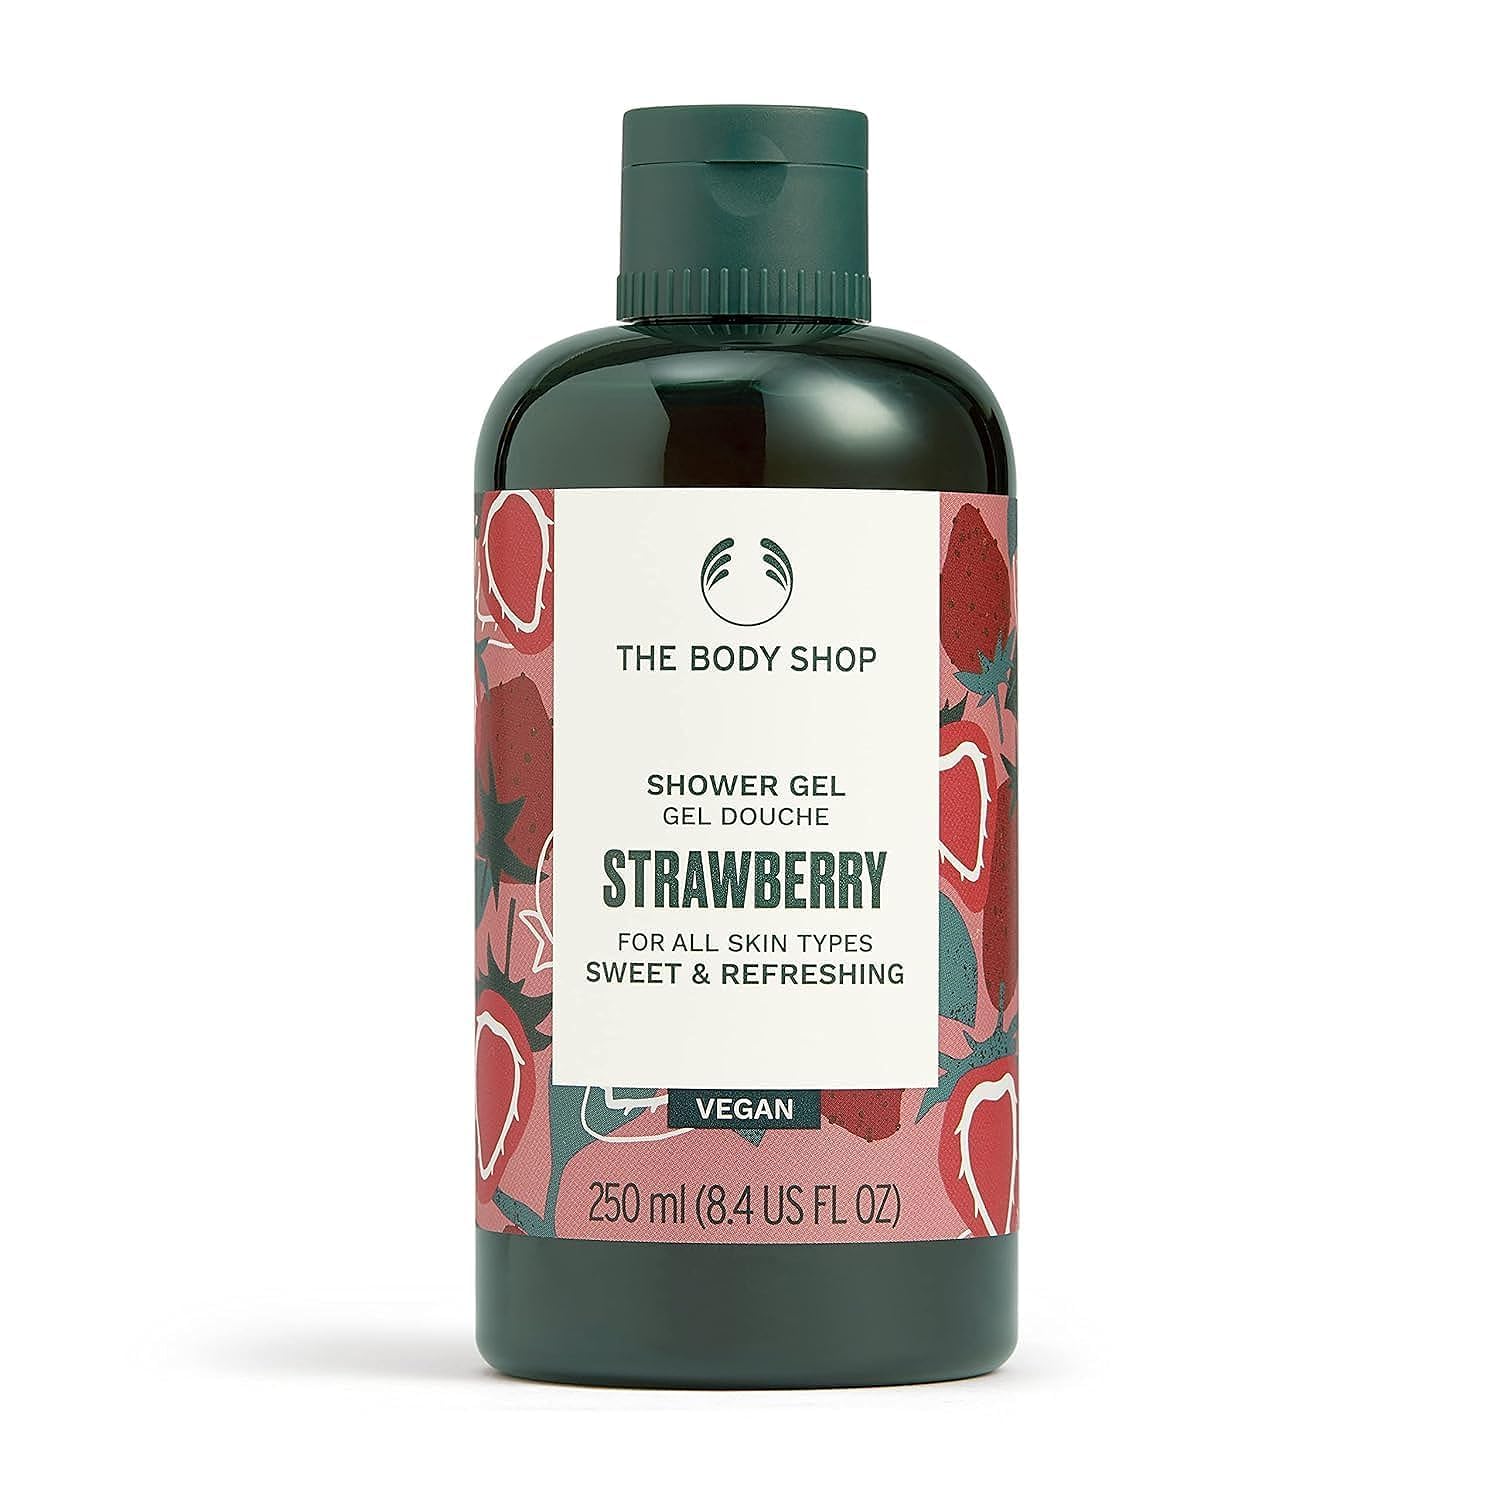 THE BODY SHOP
SHOWER GEL
GEL DOUCHE
STRAWBERRY
FOR ALL SKIN TYPES
SWEET & REFRESHING
VEGAN
250 ml (8.4 US FL OZ)